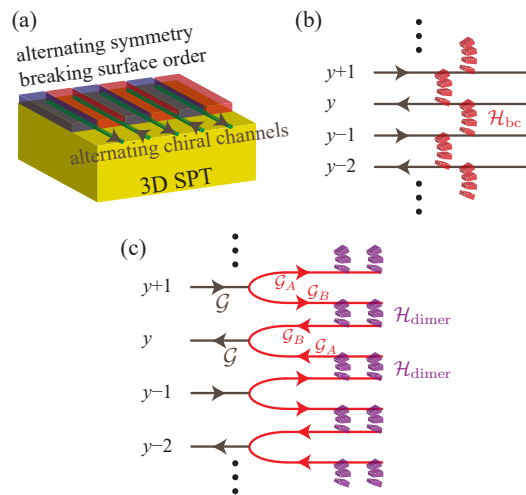 (a)
alternating symmetry
breaking surface order
alternating chiral channels
3D SPT
(b)
y+1
y
y−1
y−2
ℋbc
(c)
y+1
𝒢
𝒢A
𝒢B
y
𝒢
𝒢B
𝒢A
ℋdimer
ℋdimer
y−1
y−2